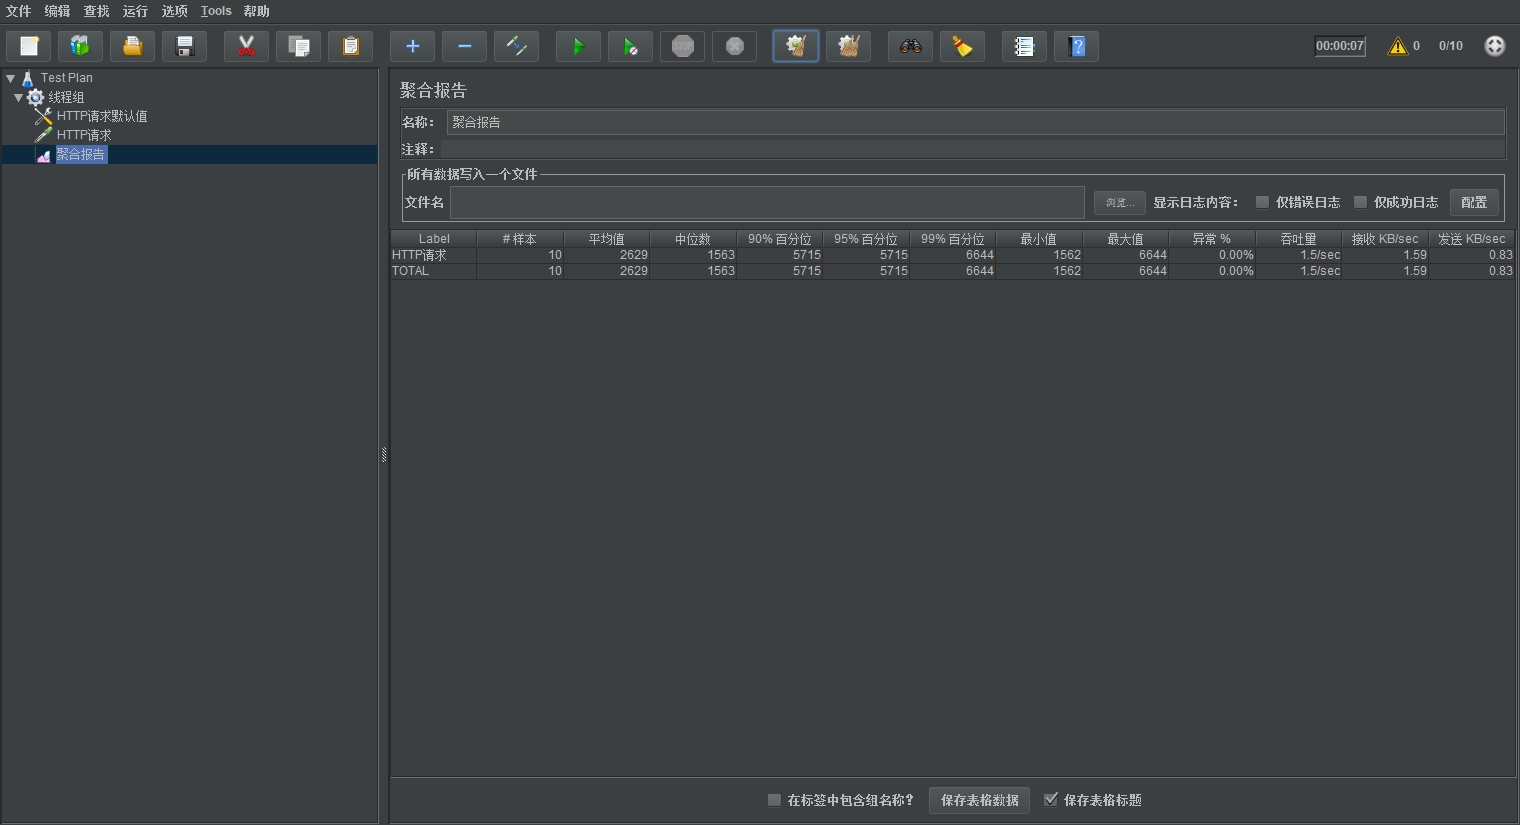 文件 编辑 查找 运行 选项 Tools 帮助
STOP 00:00:07 0 0/10
Test Plan
线程组
HTTP请求默认值
HTTP请求
聚合报告
聚合报告
名称： 聚合报告
注释：
所有数据写入一个文件
文件名 浏览... 显示日志内容： 仅错误日志 仅成功日志 配置
Label # 样本 平均值 中位数 90% 百分位 95% 百分位 99% 百分位 最小值 最大值 异常 % 吞吐量 接收 KB/sec 发送 KB/sec
HTTP请求 10 2629 1563 5715 5715 6644 1562 6644 0.00% 1.5/sec 1.59 0.83
TOTAL 10 2629 1563 5715 5715 6644 1562 6644 0.00% 1.5/sec 1.59 0.83
在标签中包含组名称？ 保存表格数据 保存表格标题